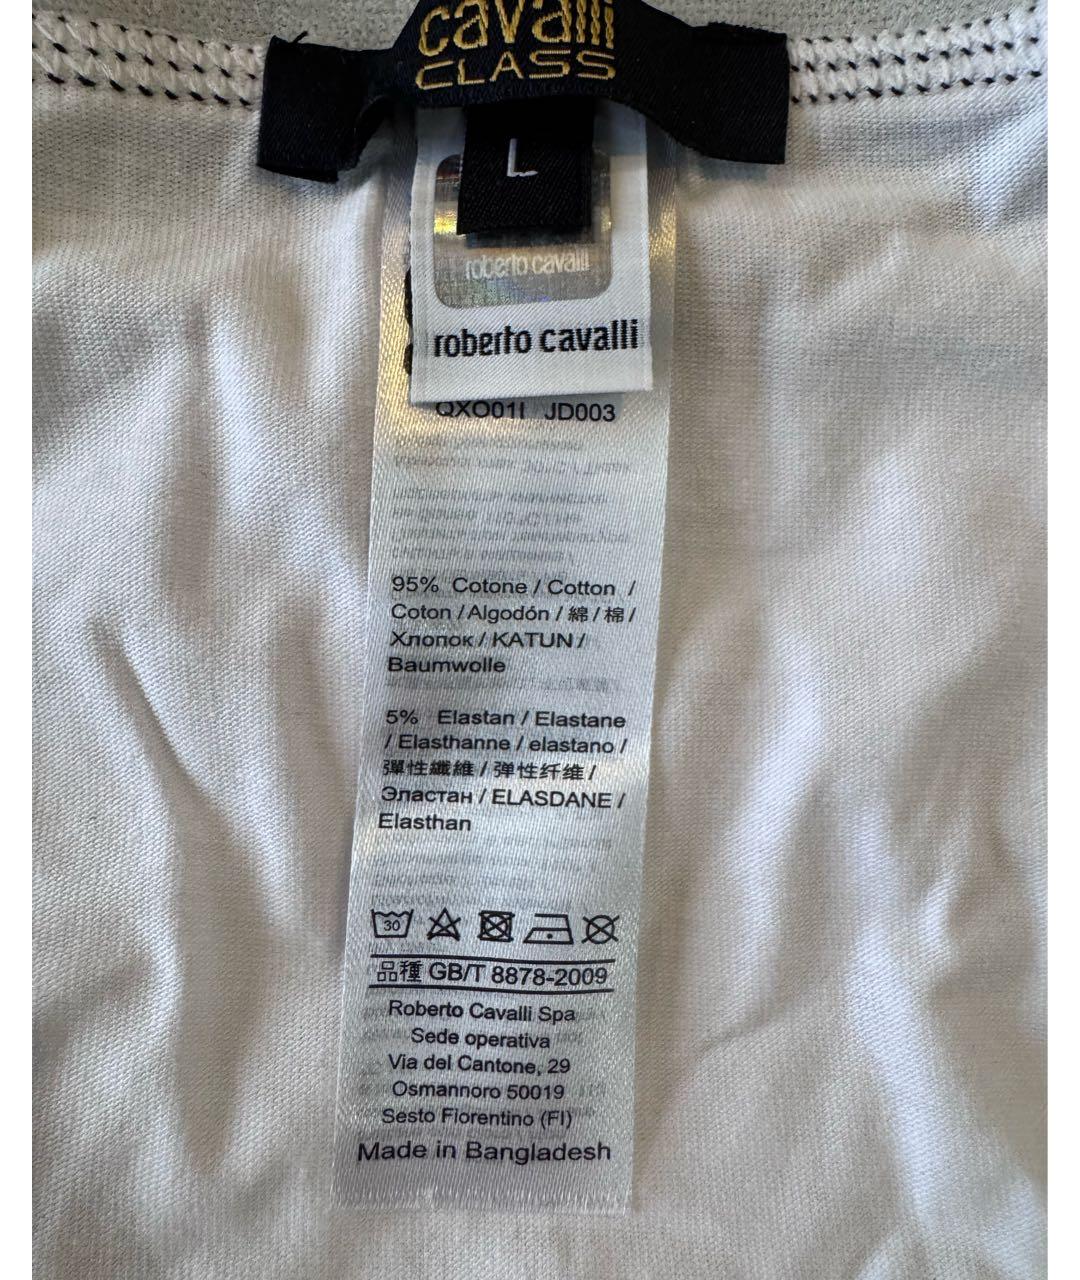 cavalli
CLASS
L
roberto cavalli
roberto cavalli
QXO01I JD003
95% Cotone / Cotton /
Coton / Algodón / 綿 / 棉 /
Хлопок / KATUN /
Baumwolle
5% Elastan / Elastane
/ Elasthanne / elastano /
彈性纖維 / 弹性纤维 /
Эластан / ELASDANE /
Elasthan
30
品種 GB/T 8878-2009
Roberto Cavalli Spa
Sede operativa
Via del Cantone, 29
Osmannoro 50019
Sesto Fiorentino (FI)
Made in Bangladesh